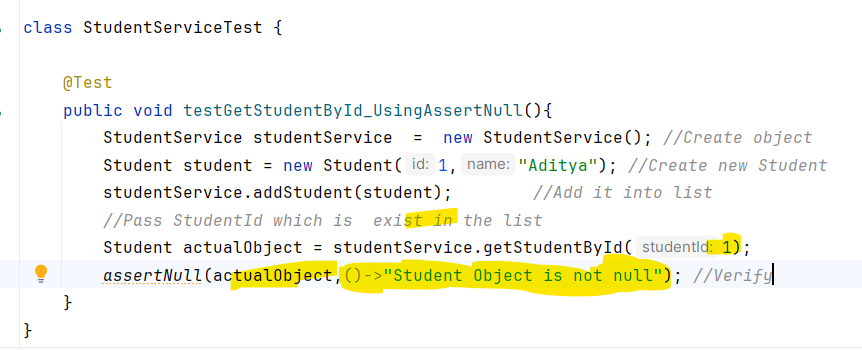 class StudentServiceTest {
@Test
public void testGetStudentById_UsingAssertNull(){
StudentService studentService  =  new StudentService(); //Create object
Student student = new Student( id: 1, name: "Aditya"); //Create new Student
studentService.addStudent(student);        //Add it into list
//Pass StudentId which is  exist in the list
Student actualObject = studentService.getStudentById( studentId: 1);
assertNull(actualObject,()->"Student Object is not null"); //Verify
}
}